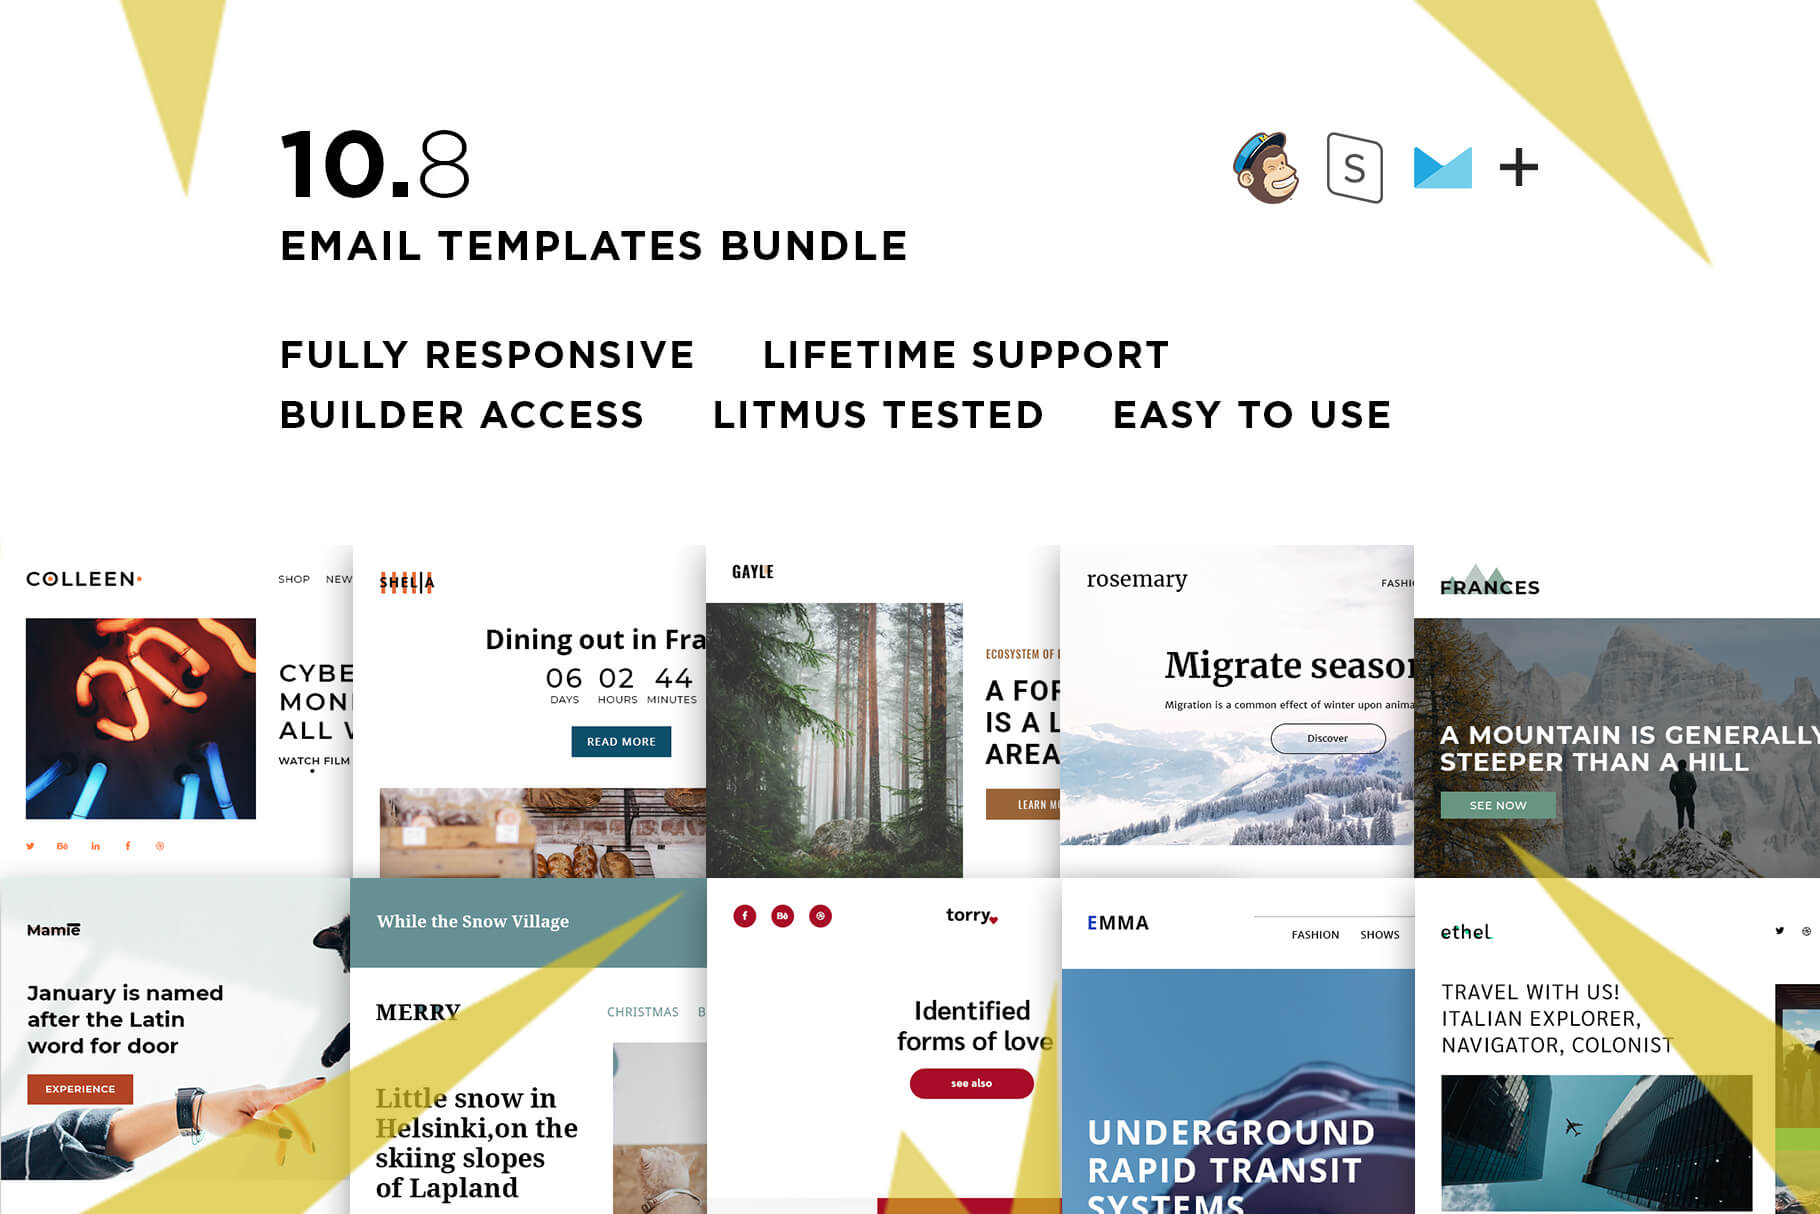 10.8
S
EMAIL TEMPLATES BUNDLE
FULLY RESPONSIVE LIFETIME SUPPORT
BUILDER ACCESS LITMUS TESTED EASY TO USE
COLLEEN
SHOP NEW
CYBE
MON
ALL
WATCH FILM
Bē in f
SHELIA
Dining out in Fra
06 02 44
DAYS HOURS MINUTES
READ MORE
GAYLE
ECOSYSTEM OF
A FOR
IS A L
AREA
LEARN M
rosemary
FASHIO
Migrate season
Migration is a common effect of winter upon anima
Discover
FRANCES
A MOUNTAIN IS GENERALLY
STEEPER THAN A HILL
SEE NOW
Mamie
January is named
after the Latin
word for door
EXPERIENCE
While the Snow Village
MERRY
CHRISTMAS B
Little snow in
Helsinki,on the
skiing slopes
of Lapland
f Bē
torry
Identified
forms of love
see also
EMMA
FASHION SHOWS
UNDERGROUND
RAPID TRANSIT
SYSTEMS
ethel
TRAVEL WITH US!
ITALIAN EXPLORER,
NAVIGATOR, COLONIST